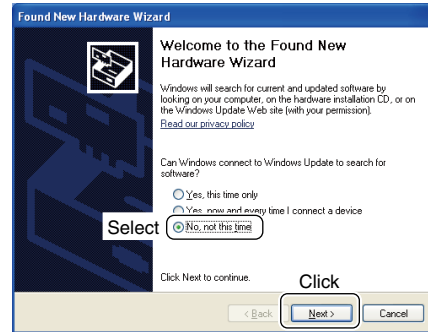 Found New Hardware Wizard
Welcome to the Found New
Hardware Wizard
Windows will search for current and updated software by
looking on your computer, on the hardware installation CD, or on
the Windows Update Web site (with your permission).
Read our privacy policy
Can Windows connect to Windows Update to search for
software?
Yes, this time only
Yes, now and every time I connect a device
Select No, not this time
Click Next to continue.
Click
< Back Next > Cancel